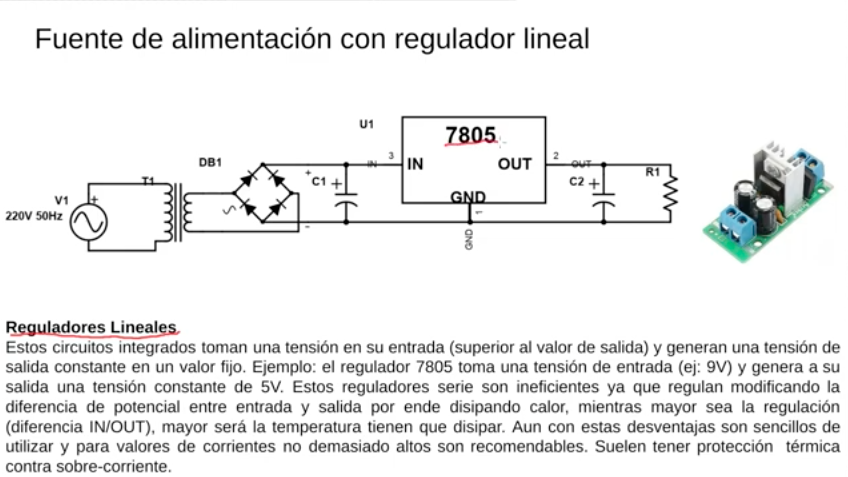 Fuente de alimentación con regulador lineal
U1
7805
DB1
3
2
IN
IN
OUT
OUT
T1
+
C1 +
C2 +
R1
V1
+
220V 50Hz
GND
1
-
GND
Reguladores Lineales
Estos circuitos integrados toman una tensión en su entrada (superior al valor de salida) y generan una tensión de
salida constante en un valor fijo. Ejemplo: el regulador 7805 toma una tensión de entrada (ej: 9V) y genera a su
salida una tensión constante de 5V. Estos reguladores serie son ineficientes ya que regulan modificando la
diferencia de potencial entre entrada y salida por ende disipando calor, mientras mayor sea la regulación
(diferencia IN/OUT), mayor será la temperatura tienen que disipar. Aun con estas desventajas son sencillos de
utilizar y para valores de corrientes no demasiado altos son recomendables. Suelen tener protección térmica
contra sobre-corriente.